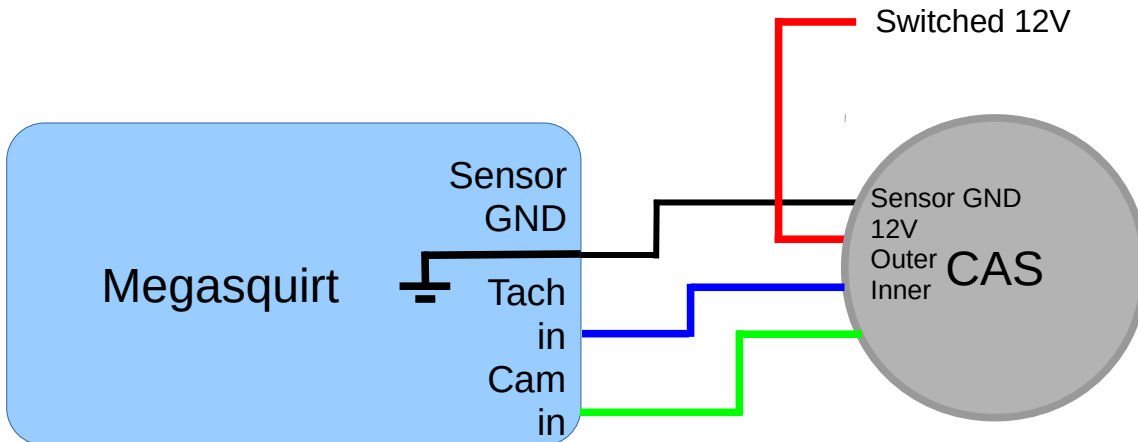 Switched 12V
Sensor
GND
Megasquirt
Tach
in
Cam
in
Sensor GND
12V
Outer
Inner
CAS